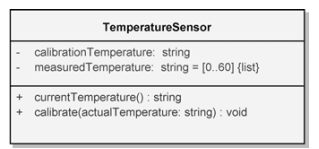 TemperatureSensor
- calibrationTemperature: string
- measuredTemperature: string = [0..60] {list}
+ currentTemperature() : string
+ calibrate(actualTemperature: string) : void